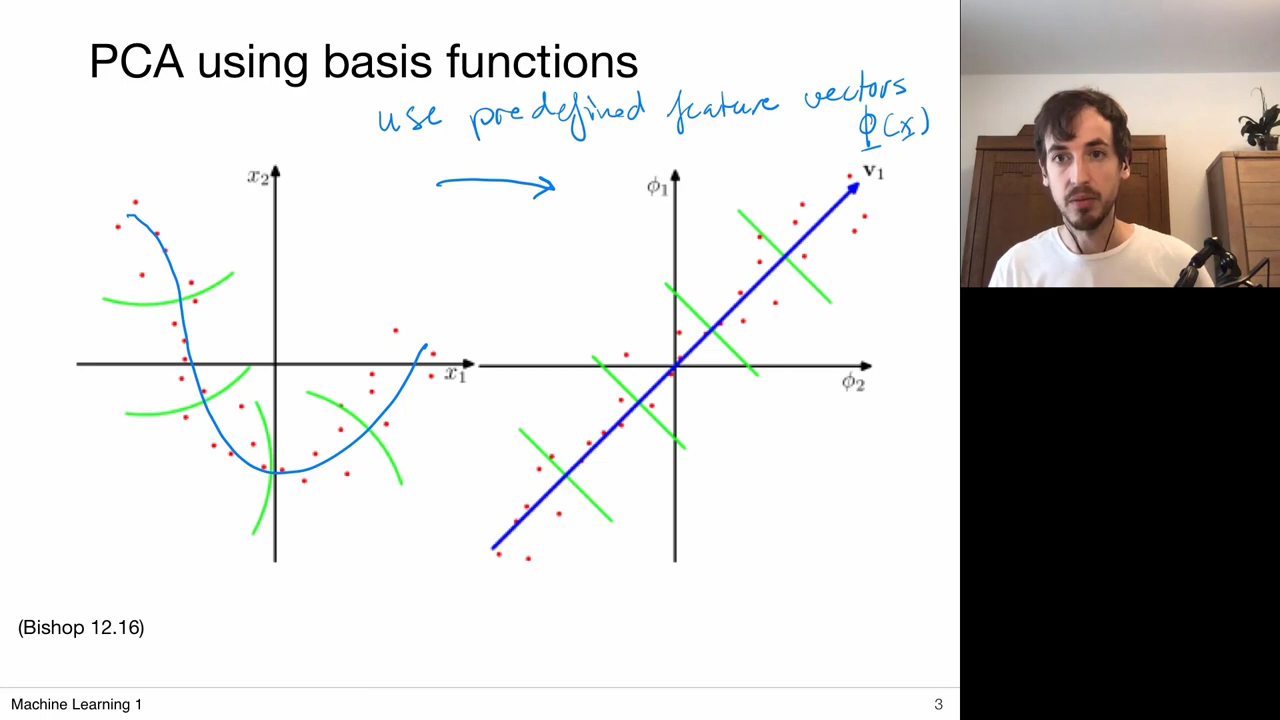 PCA using basis functions
use predefined feature vectors
ϕ(x)
x₂
x₁
ϕ₁
v₁
ϕ₂
(Bishop 12.16)
Machine Learning 1
3